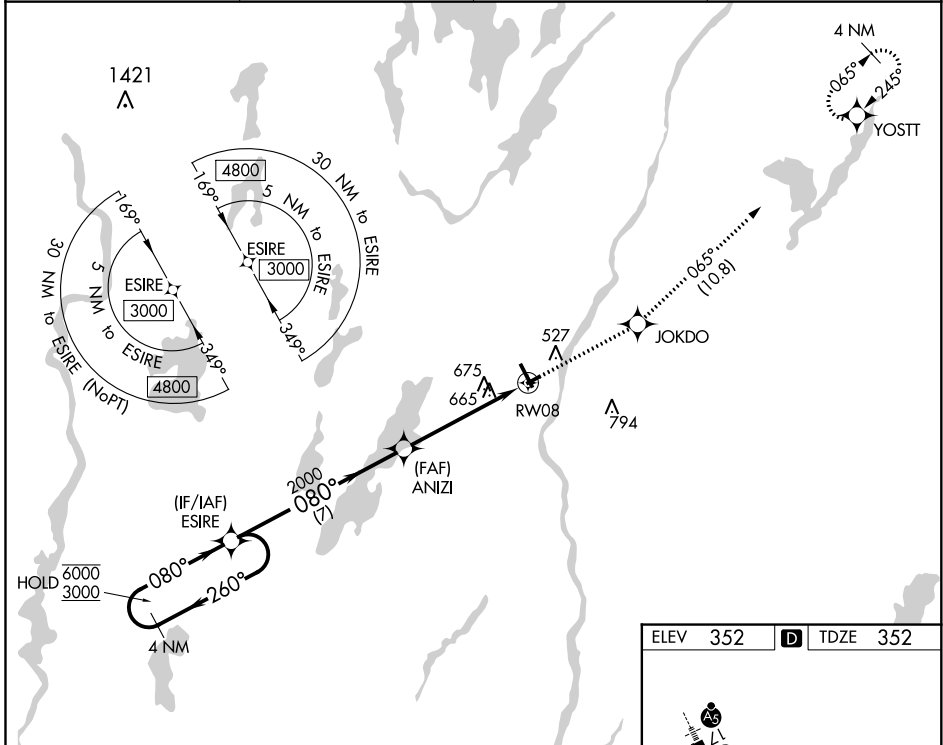 4 NM
065°
245°
YOSTT
1421
4800
169°
30 NM to ESIRE
5 NM to ESIRE
ESIRE
3000
349°
169°
30 NM to ESIRE (NoPT)
5 NM to ESIRE
ESIRE
3000
349°
4800
065°
(10.8)
JOKDO
527
675
665
RW08
794
(FAF)
ANIZI
2000
080°
(7)
(IF/IAF)
ESIRE
HOLD 6000
3000
080°
260°
4 NM
ELEV 352 D TDZE 352
A5
17